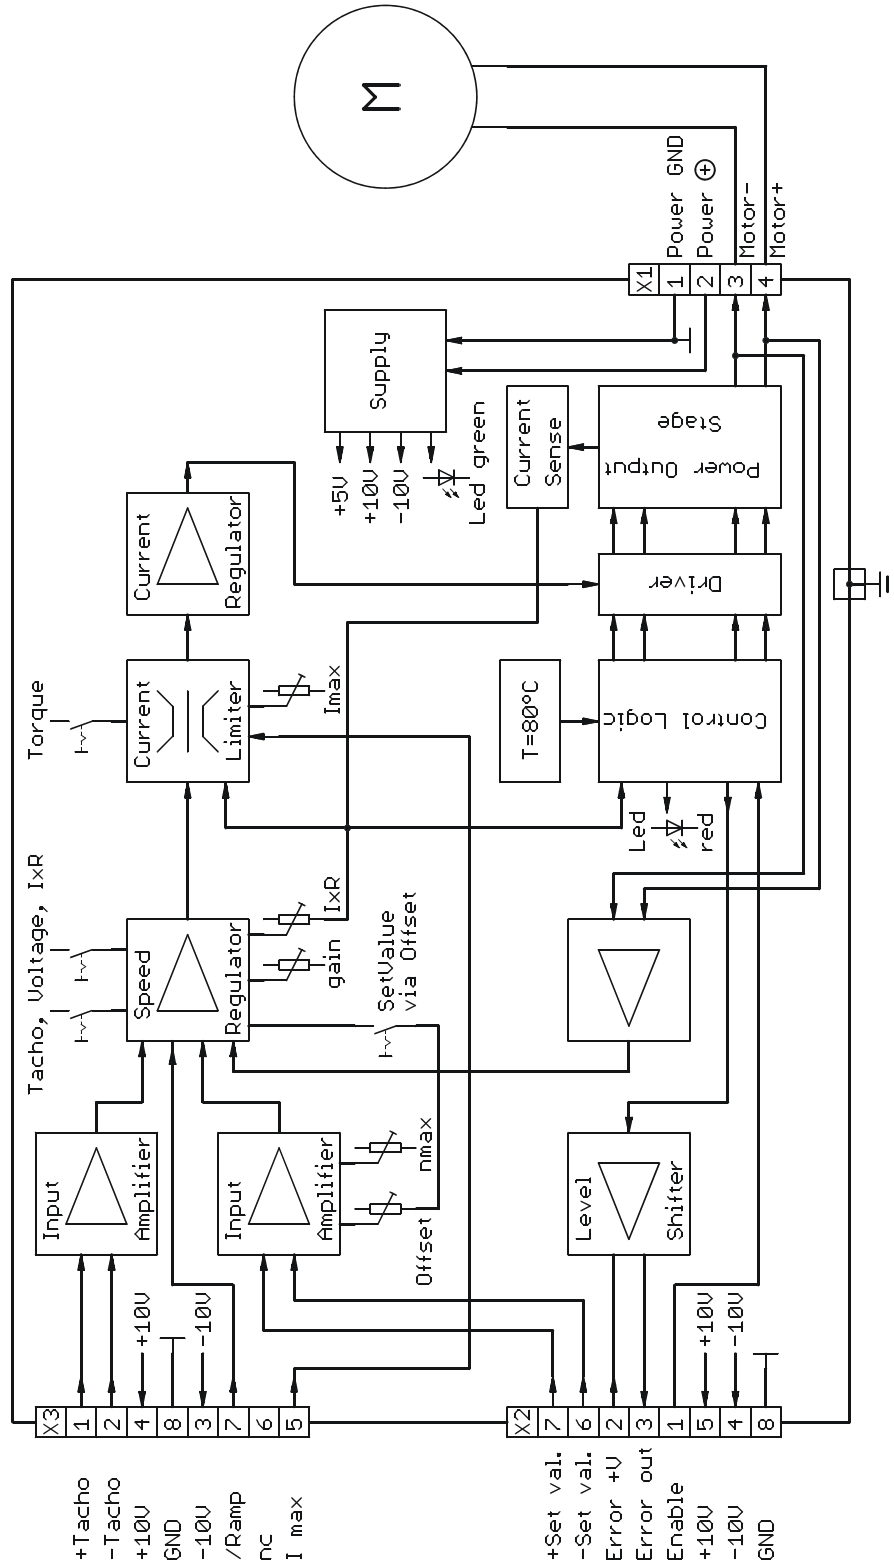 M
Power GND
Power +
Motor-
Motor+
X1
1
2
3
4
Supply
+5V
+10V
-10V
Led green
Current
Sense
Power Output
Stage
Driver
Control
Logic
T=80°C
Led
red
Current
Regulator
Torque
Current
Limiter
Imax
Tacho, Voltage, IxR
Speed
Regulator
IxR
gain
SetValue
via Offset
Input
Amplifier
Input
Amplifier
nmax
Offset
Level
Shifter
+10V
-10V
+10V
-10V
X3
1
2
4
8
3
7
6
5
+Tacho
-Tacho
+10V
GND
-10V
/Ramp
nc
I max
X2
7
6
2
3
1
5
4
8
+Set val.
-Set val.
Error +V
Error out
Enable
+10V
-10V
GND